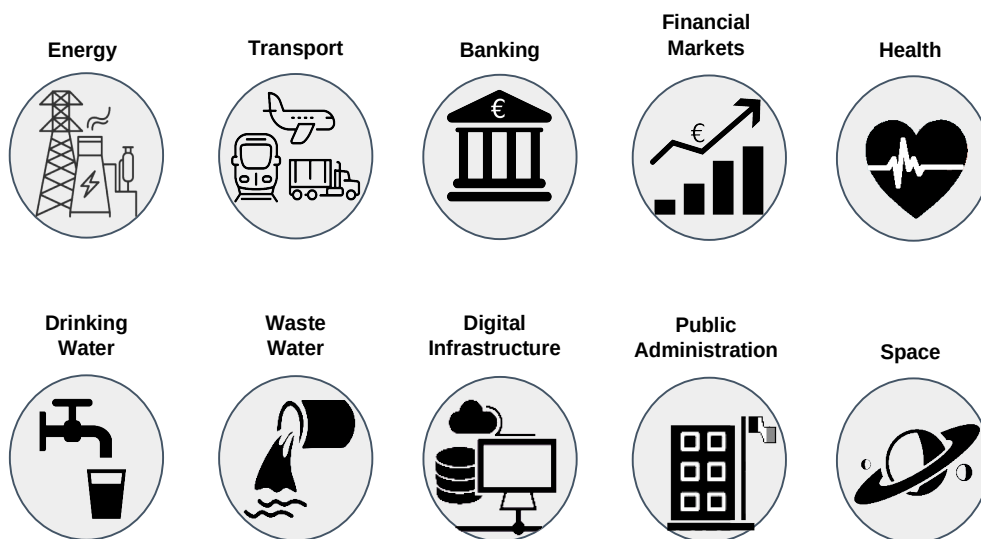 Energy
Transport
Banking
Financial
Markets
Health
€
€
Drinking
Water
Waste
Water
Digital
Infrastructure
Public
Administration
Space